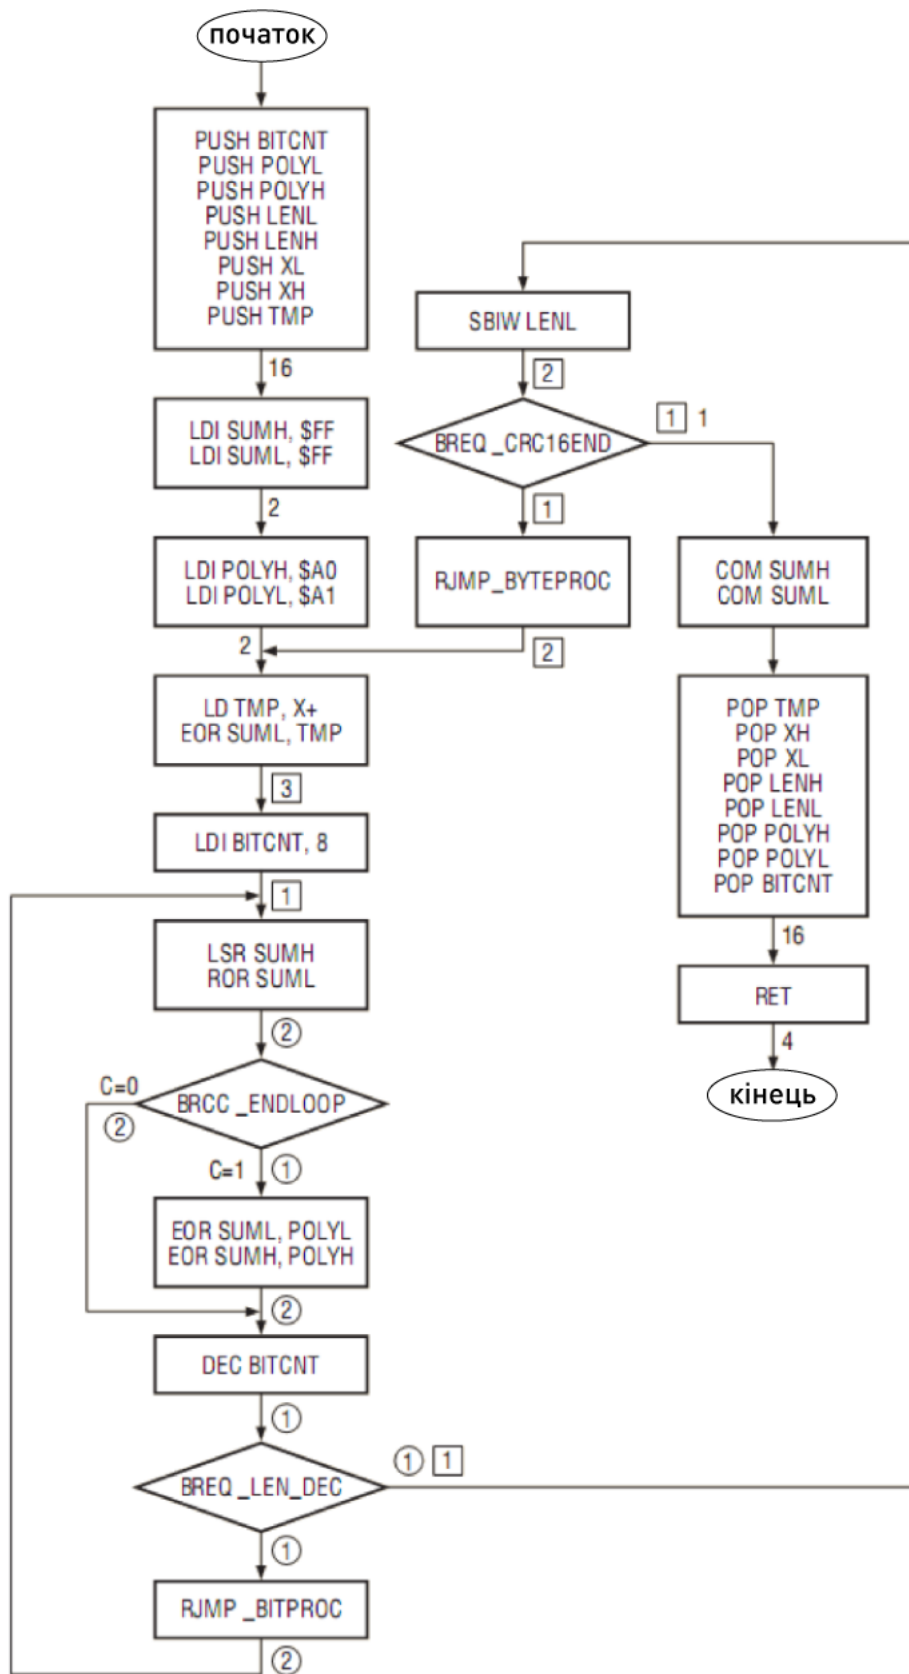 початок
PUSH BITCNT
PUSH POLYL
PUSH POLYH
PUSH LENL
PUSH LENH
PUSH XL
PUSH XH
PUSH TMP
16
LDI SUMH, $FF
LDI SUML, $FF
2
LDI POLYH, $A0
LDI POLYL, $A1
2
LD TMP, X+
EOR SUML, TMP
3
LDI BITCNT, 8
1
LSR SUMH
ROR SUML
2
C=0
2
BRCC _ENDLOOP
C=1
1
EOR SUML, POLYL
EOR SUMH, POLYH
2
DEC BITCNT
1
BREQ _LEN_DEC
1 1
1
RJMP _BITPROC
2
SBIW LENL
2
BREQ _CRC16END
1 1
1
RJMP_BYTEPROC
2
COM SUMH
COM SUML
POP TMP
POP XH
POP XL
POP LENH
POP LENL
POP POLYH
POP POLYL
POP BITCNT
16
RET
4
кінець